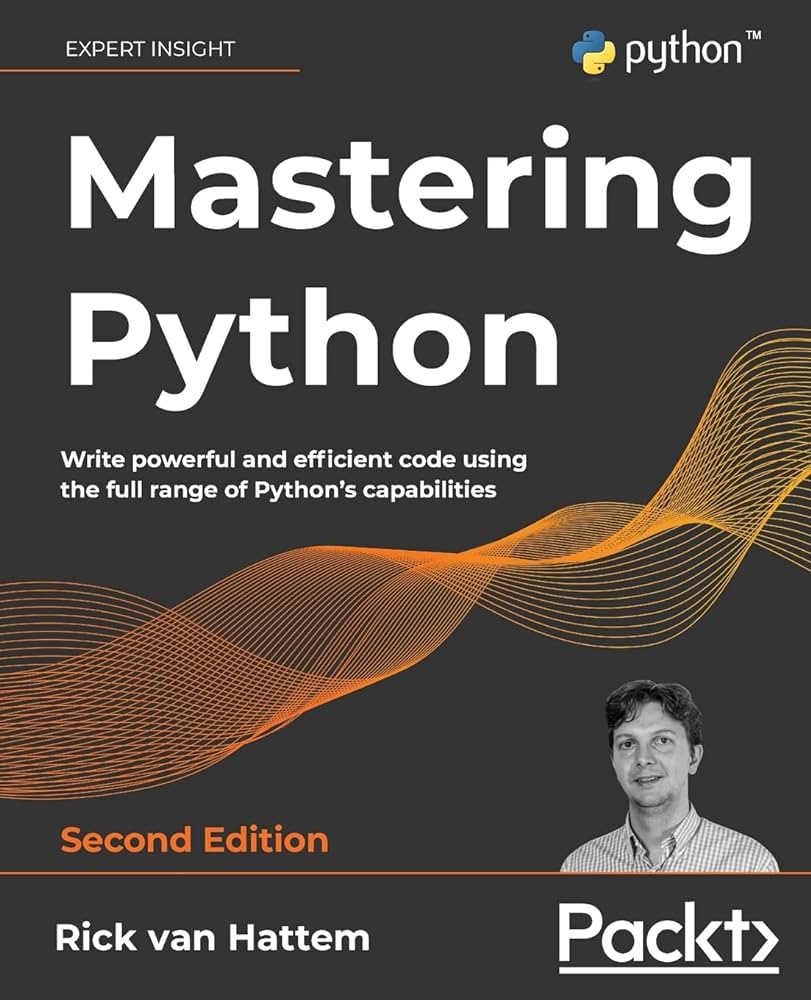 EXPERT INSIGHT
python™
Mastering
Python
Write powerful and efficient code using
the full range of Python’s capabilities
Second Edition
Rick van Hattem
Packt>